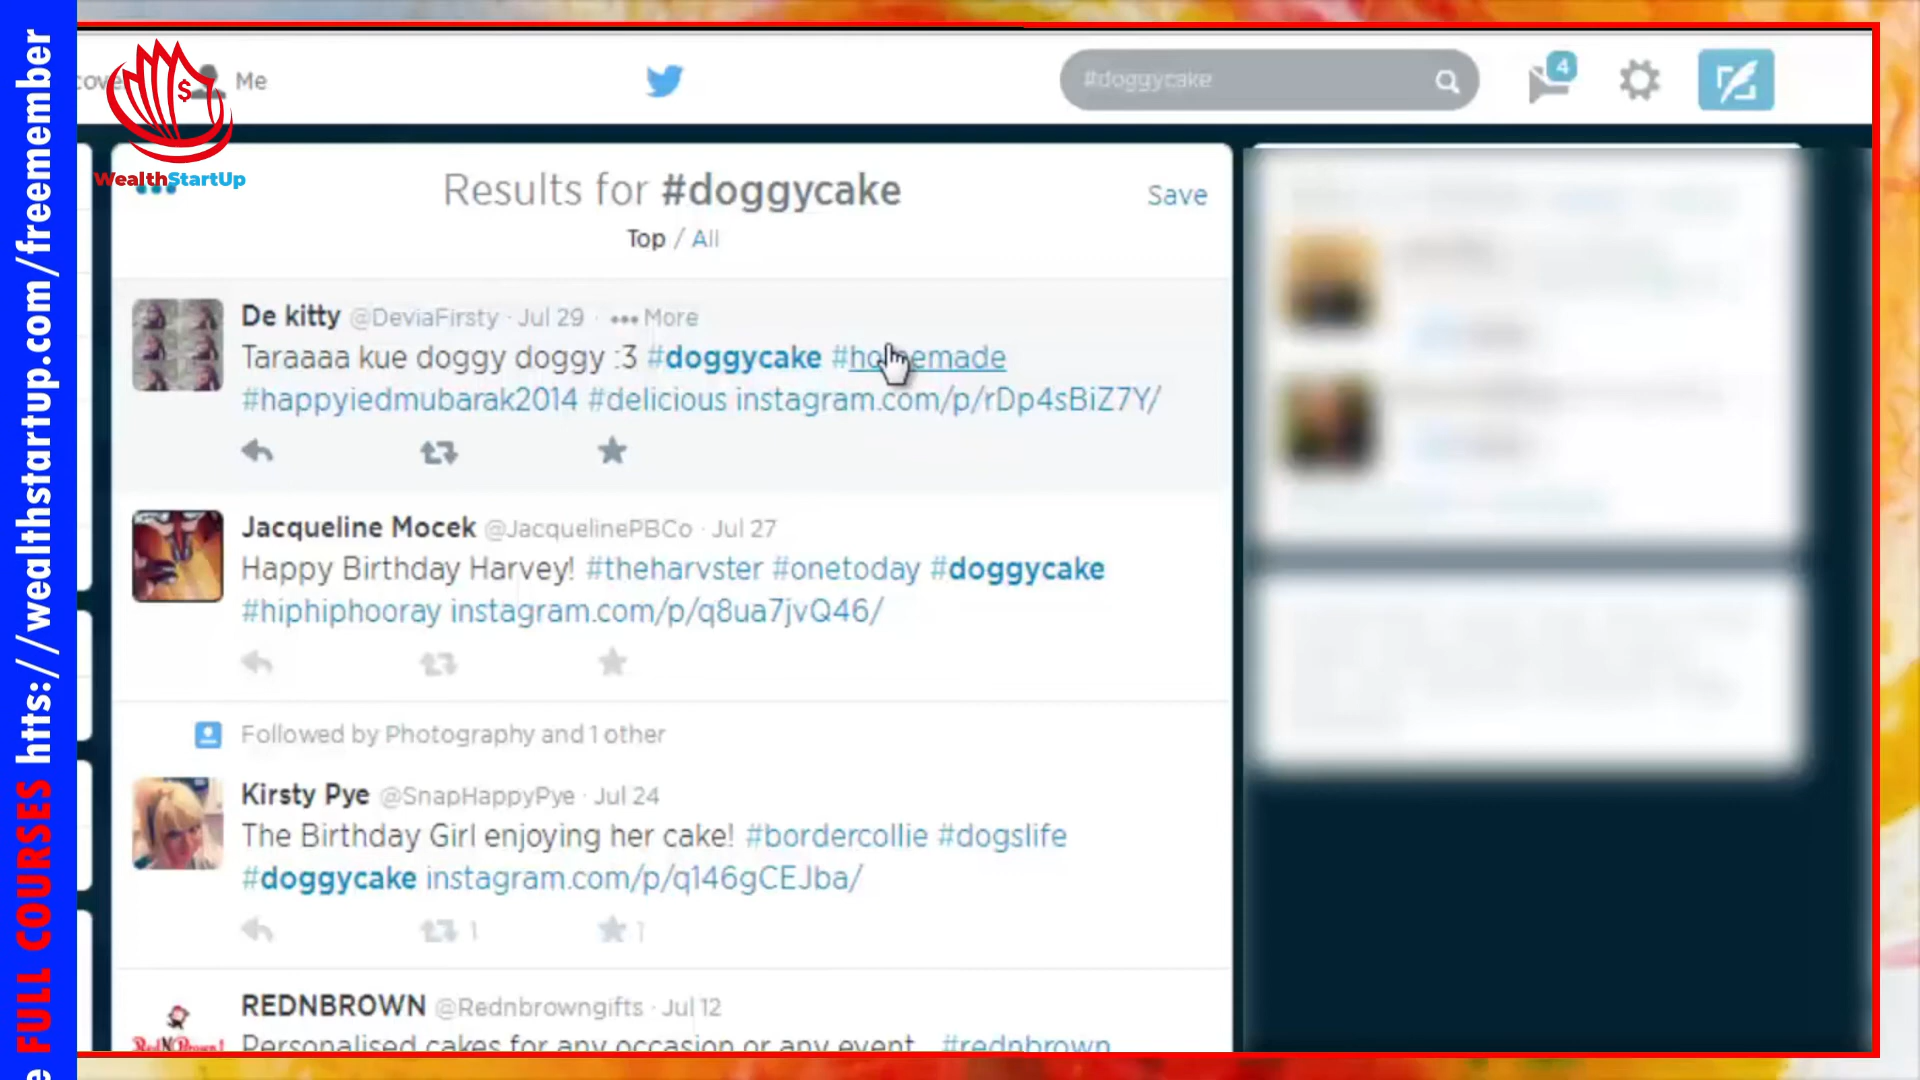 e FULL COURSES htts://wealthstartup.com/freemember
WealthStartUp
Me
#doggycake
4
Results for #doggycake
Save
Top / All
De kitty @DeviaFirsty · Jul 29 · ••• More
Taraaaa kue doggy doggy :3 #doggycake #homemade
#happyiedmubarak2014 #delicious instagram.com/p/rDp4sBiZ7Y/
Jacqueline Mocek @JacquelinePBCo · Jul 27
Happy Birthday Harvey! #theharvster #onetoday #doggycake
#hiphiphooray instagram.com/p/q8ua7jvQ46/
Followed by Photography and 1 other
Kirsty Pye @SnapHappyPye · Jul 24
The Birthday Girl enjoying her cake! #bordercollie #dogslife
#doggycake instagram.com/p/q146gCEJba/
1 1
REDNBROWN @Rednbrowngifts · Jul 12
Personalised cakes for any occasion or any event #rednbrown